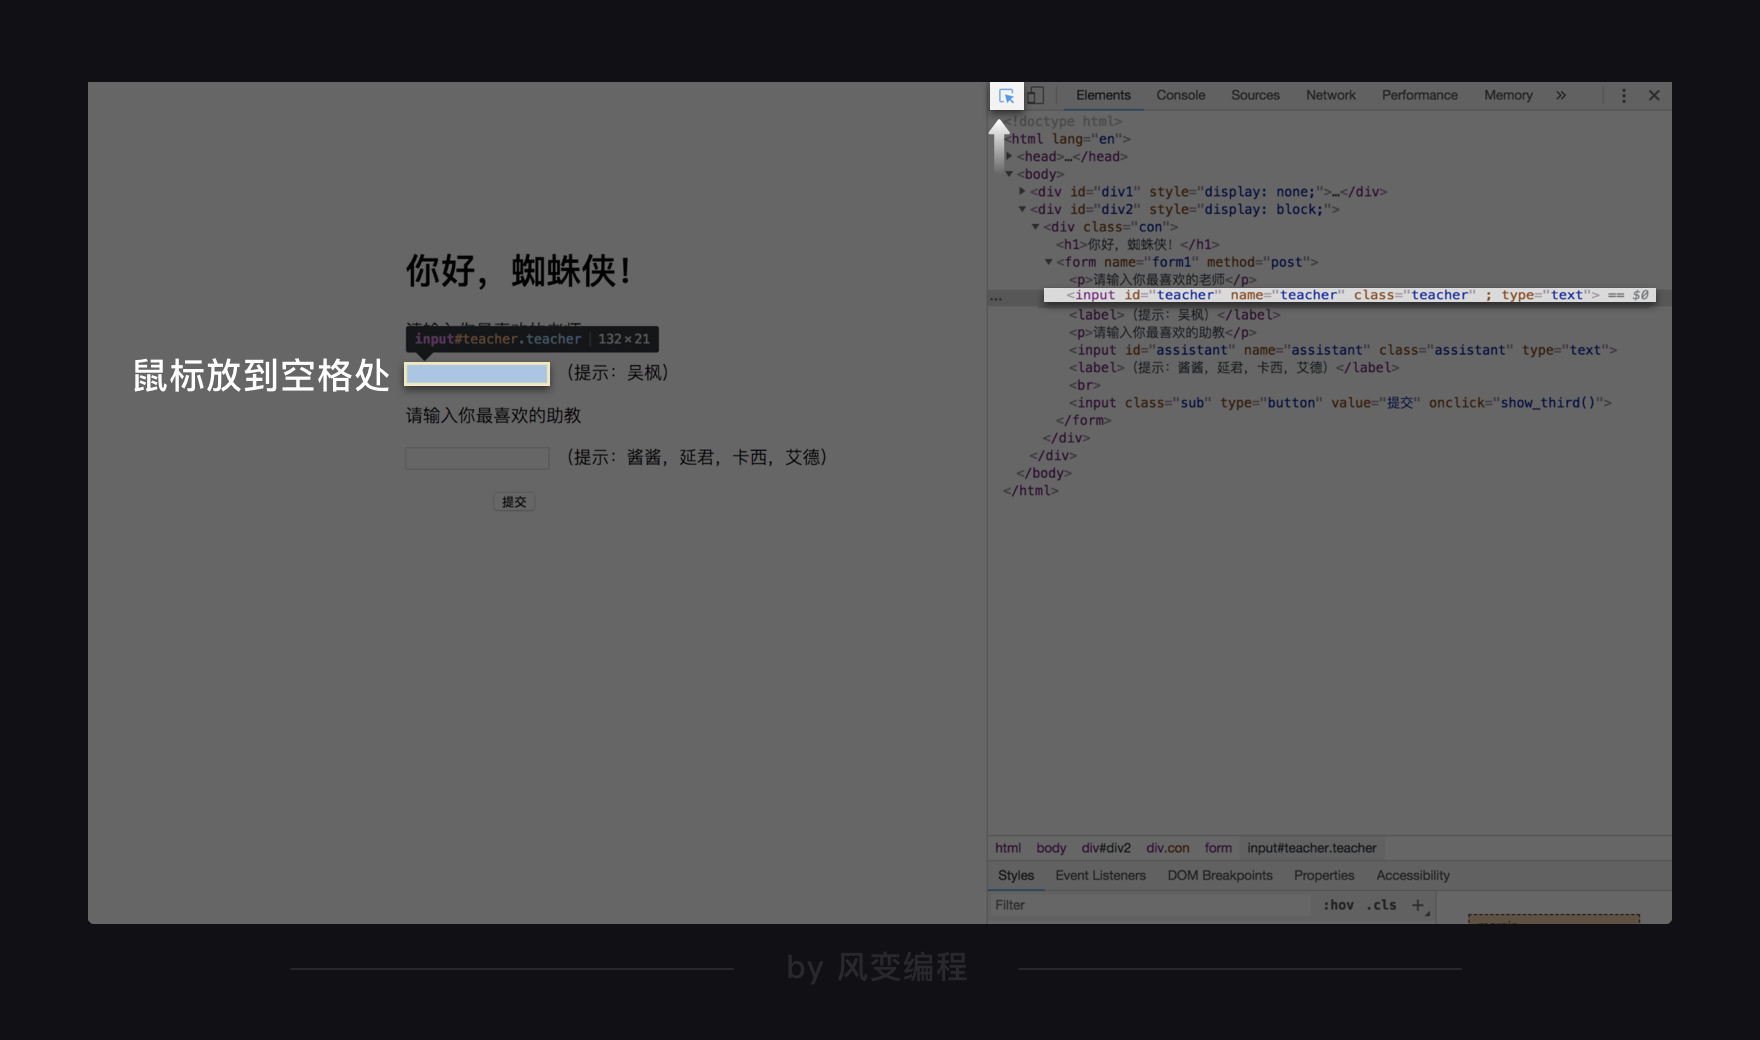 Elements Console Sources Network Performance Memory »
<!doctype html>
<html lang="en">
<head>…</head>
<body>
<div id="div1" style="display: none;">…</div>
<div id="div2" style="display: block;">
<div class="con">
<h1>你好，蜘蛛侠！</h1>
<form name="form1" method="post">
<p>请输入你最喜欢的老师</p>
<input id="teacher" name="teacher" class="teacher" ; type="text"> == $0
<label>（提示：吴枫）</label>
<p>请输入你最喜欢的助教</p>
<input id="assistant" name="assistant" class="assistant" type="text">
<label>（提示：酱酱，延君，卡西，艾德）</label>
<br>
<input class="sub" type="button" value="提交" onclick="show_third()">
</form>
</div>
</div>
</body>
</html>
你好，蜘蛛侠！
请输入你最喜欢的老师
input#teacher.teacher 132×21
鼠标放到空格处
（提示：吴枫）
请输入你最喜欢的助教
（提示：酱酱，延君，卡西，艾德）
提交
html body div#div2 div.con form input#teacher.teacher
Styles Event Listeners DOM Breakpoints Properties Accessibility
Filter :hov .cls +
by 风变编程